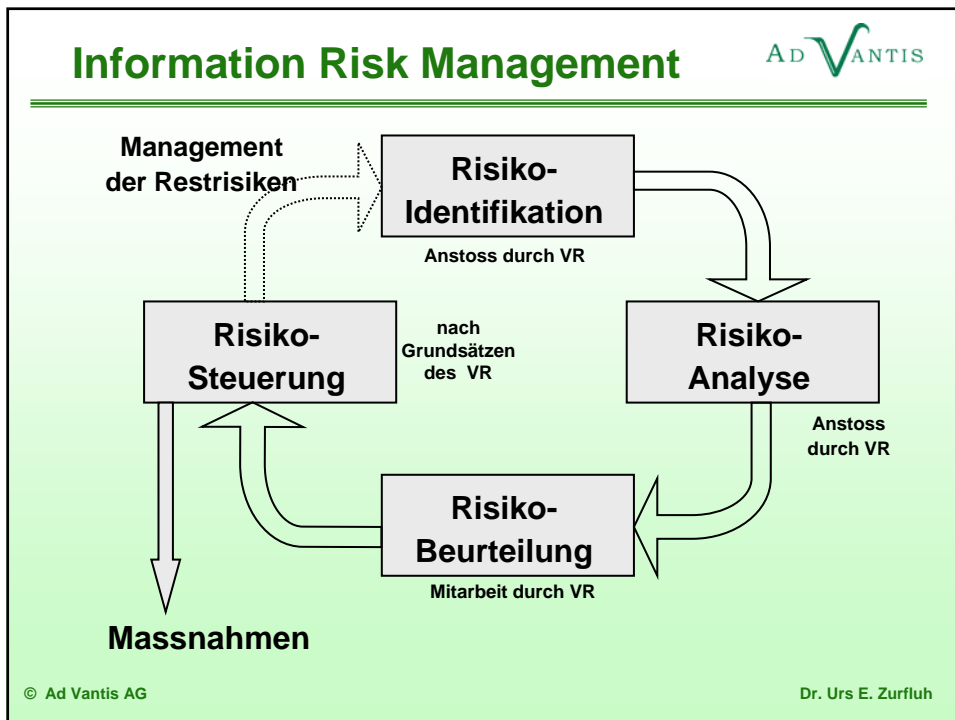 Information Risk Management
AD VANTIS
Management
der Restrisiken
Risiko-
Identifikation
Anstoss durch VR
Risiko-
Steuerung
nach
Grundsätzen
des VR
Risiko-
Analyse
Anstoss
durch VR
Risiko-
Beurteilung
Mitarbeit durch VR
Massnahmen
© Ad Vantis AG
Dr. Urs E. Zurfluh